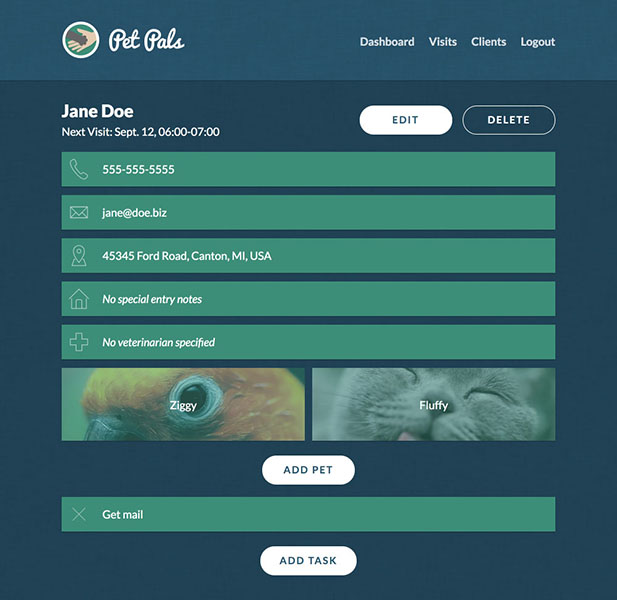 Pet Pals
Dashboard Visits Clients Logout
Jane Doe
Next Visit: Sept. 12, 06:00-07:00
EDIT DELETE
555-555-5555
jane@doe.biz
45345 Ford Road, Canton, MI, USA
No special entry notes
No veterinarian specified
Ziggy Fluffy
ADD PET
Get mail
ADD TASK